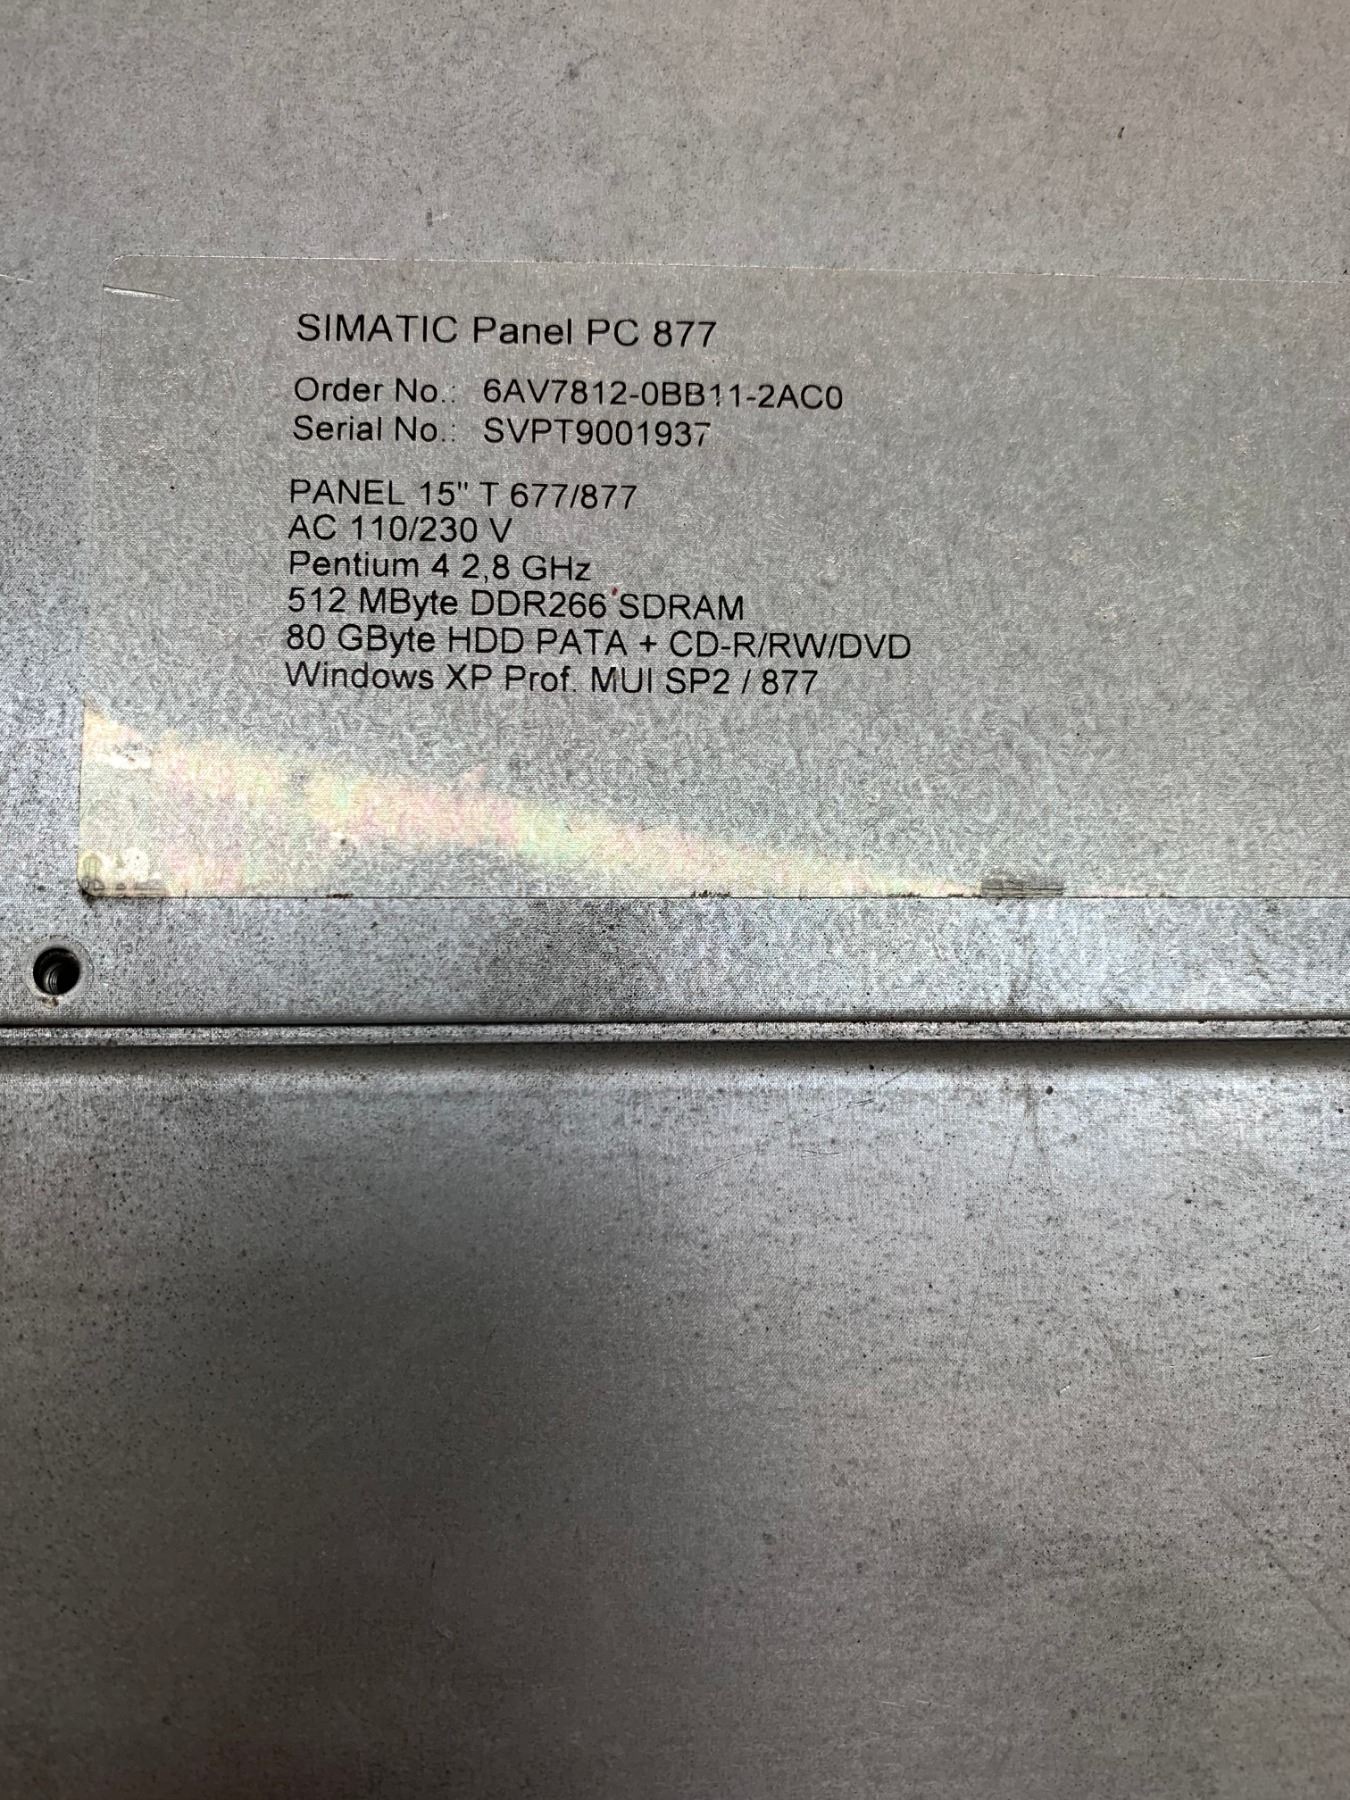 SIMATIC Panel PC 877
Order No.: 6AV7812-0BB11-2AC0
Serial No.: SVPT9001937
PANEL 15" T 677/877
AC 110/230 V
Pentium 4 2,8 GHz
512 MByte DDR266 SDRAM
80 GByte HDD PATA + CD-R/RW/DVD
Windows XP Prof. MUI SP2 / 877